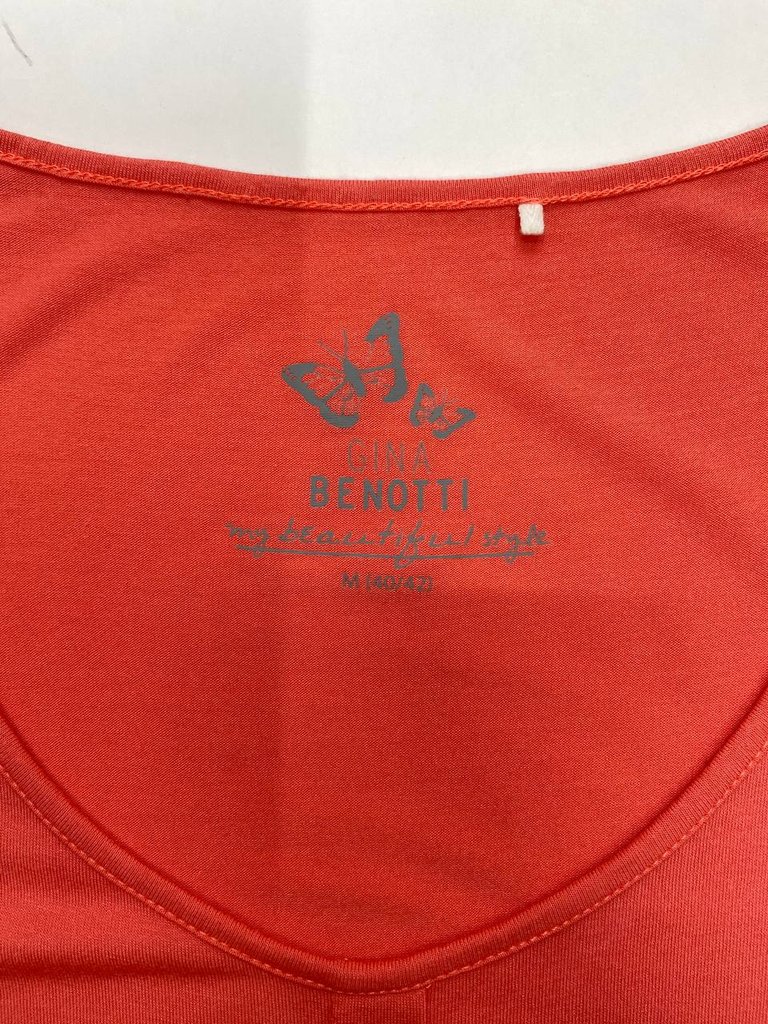 GINA
BENOTTI
my beautiful style
M (40/42)